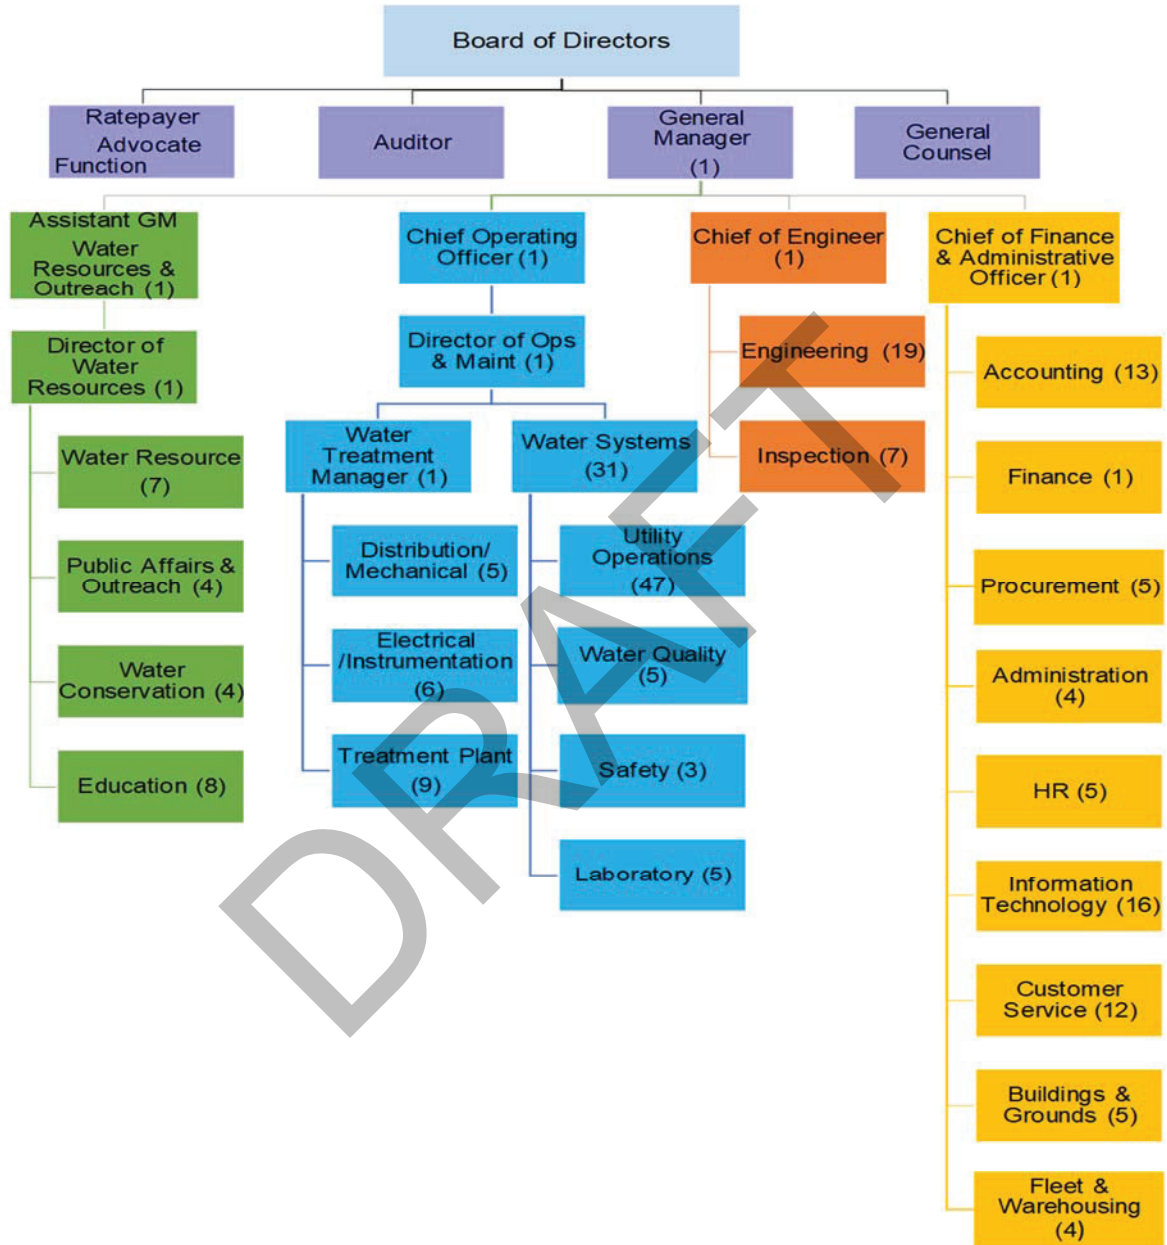 Board of Directors
Ratepayer
Advocate
Function
Auditor
General
Manager
(1)
General
Counsel
Assistant GM
Water
Resources &
Outreach (1)
Chief Operating
Officer (1)
Chief of Engineer
(1)
Chief of Finance
& Administrative
Officer (1)
Director of
Water
Resources (1)
Water Resource
(7)
Public Affairs &
Outreach (4)
Water
Conservation (4)
Education (8)
Director of Ops
& Maint (1)
Water
Treatment
Manager (1)
Distribution/
Mechanical (5)
Electrical
/Instrumentation
(6)
Treatment Plant
(9)
Water Systems
(31)
Utility
Operations
(47)
Water Quality
(5)
Safety (3)
Laboratory (5)
Engineering (19)
Inspection (7)
Accounting (13)
Finance (1)
Procurement (5)
Administration
(4)
HR (5)
Information
Technology (16)
Customer
Service (12)
Buildings &
Grounds (5)
Fleet &
Warehousing
(4)
DRAFT